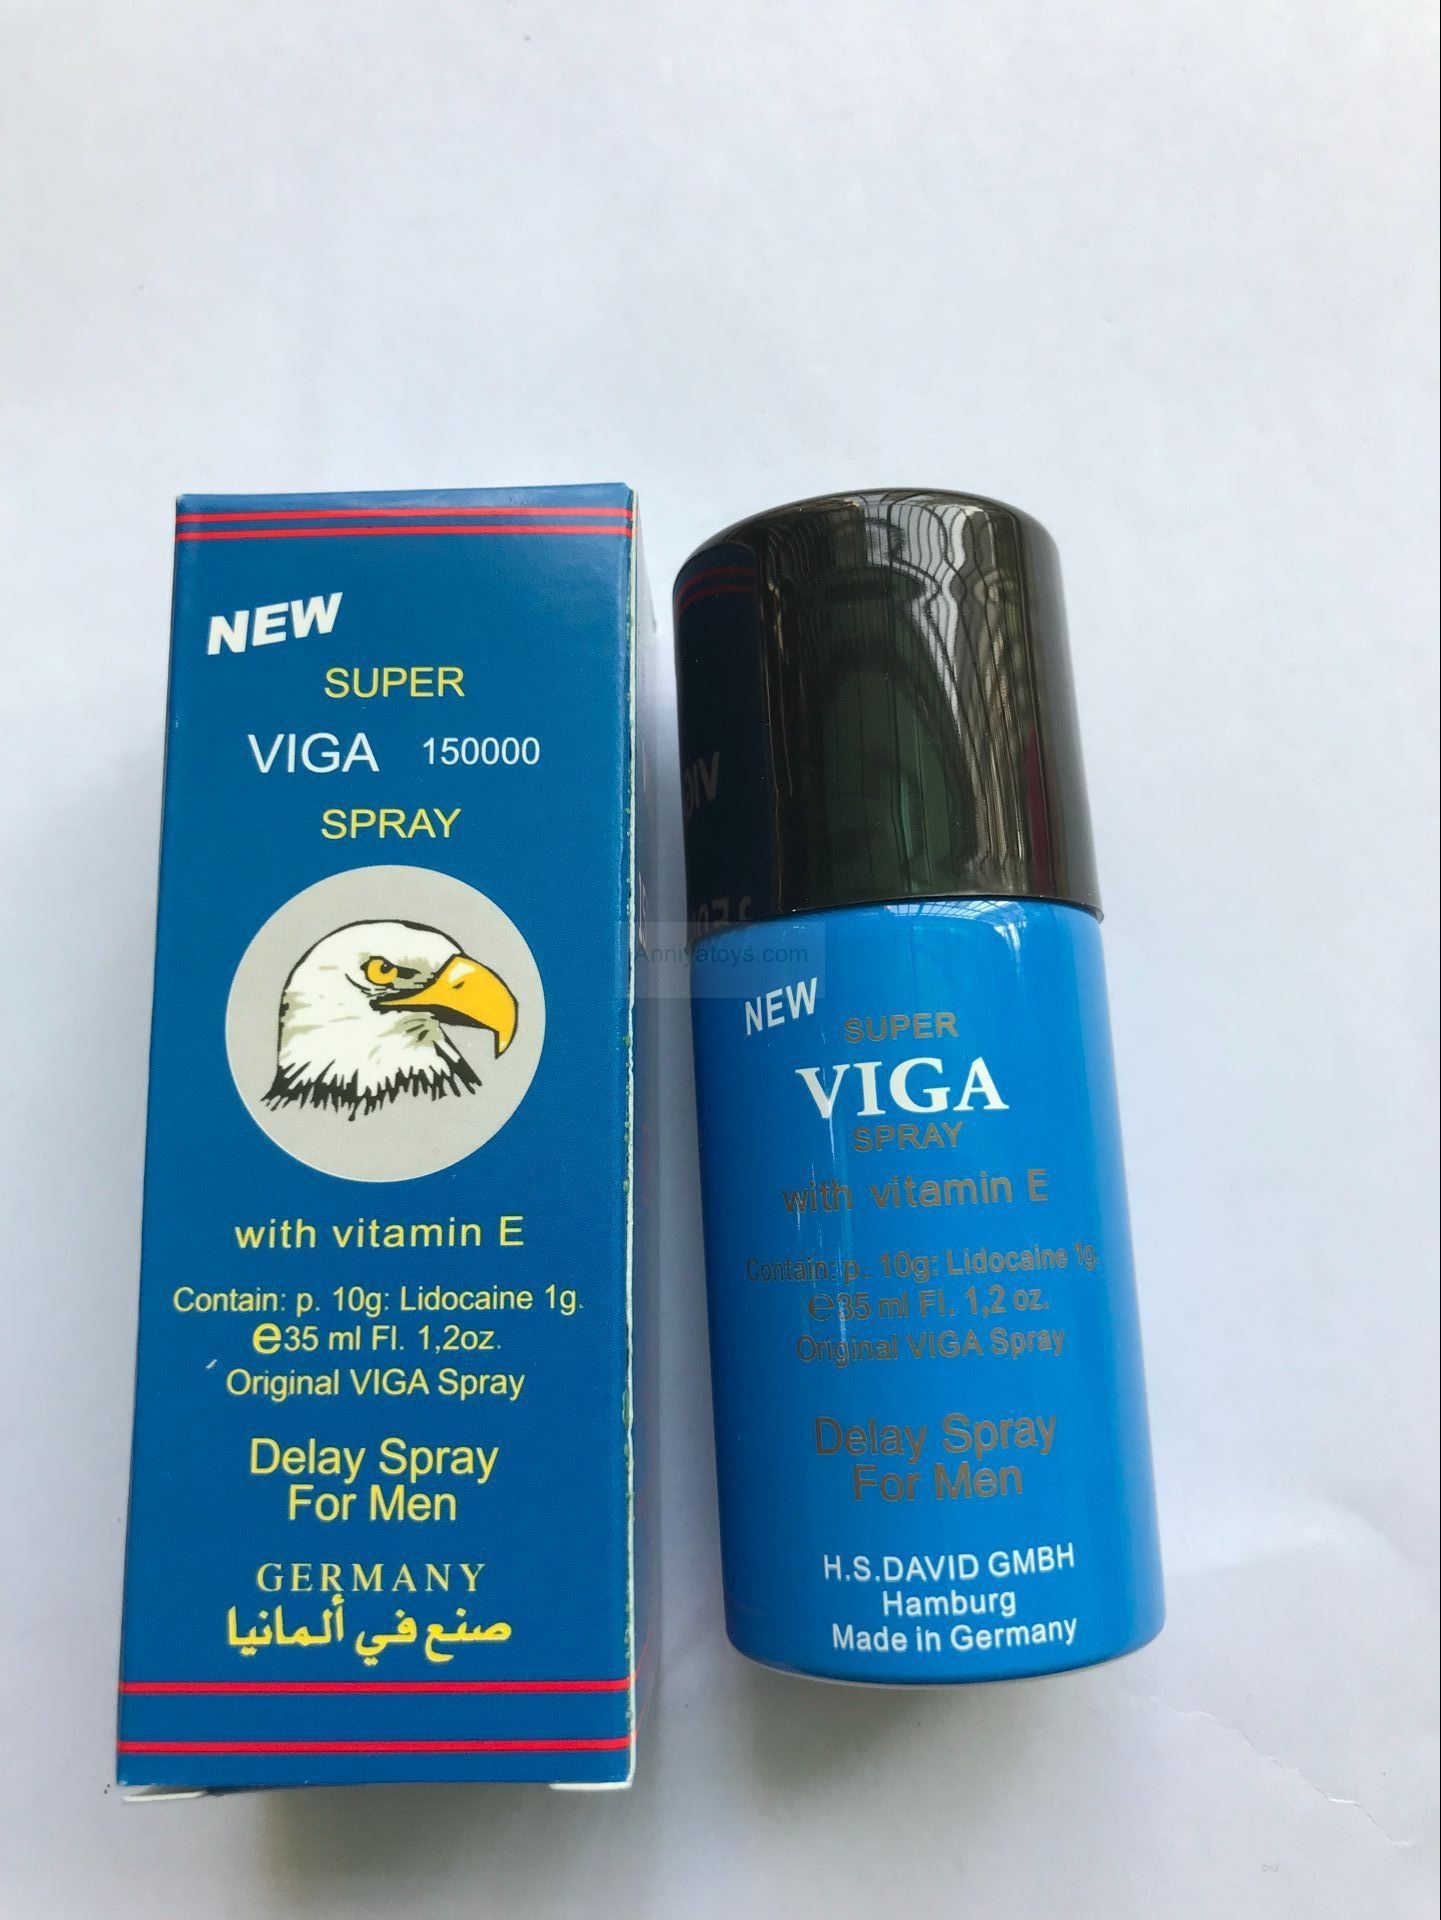 NEW
SUPER
VIGA 150000
SPRAY
with vitamin E
Contain: p. 10g: Lidocaine 1g.
e35 ml Fl. 1,2oz.
Original VIGA Spray
Delay Spray
For Men
GERMANY
صنع في ألمانيا
Anniyatoys.com
NEW
SUPER
VIGA
SPRAY
with vitamin E
Contain: p. 10g: Lidocaine 1g.
e35 ml Fl. 1,2 oz.
Original VIGA Spray
Delay Spray
For Men
H.S.DAVID GMBH
Hamburg
Made in Germany